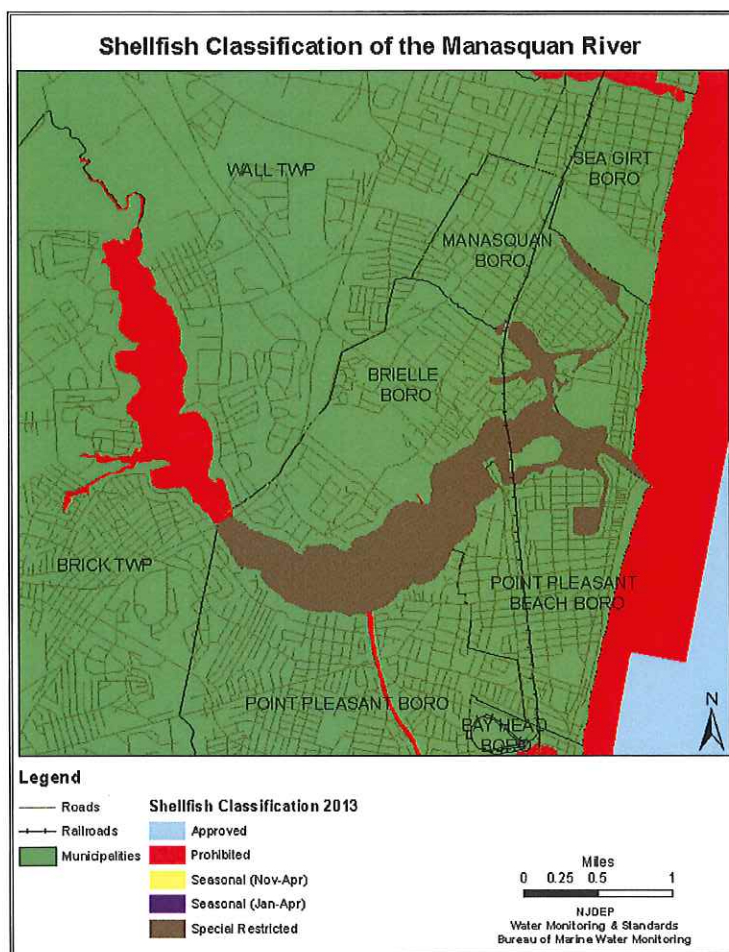 Shellfish Classification of the Manasquan River
WALL TWP
SEA GIRT
BORO
MANASQUAN
BORO
BRIELLE
BORO
BRICK TWP
POINT PLEASANT
BEACH BORO
POINT PLEASANT BORO
BAY HEAD
BORO
N
Legend
Roads
Railroads
Municipalities
Shellfish Classification 2013
Approved
Prohibited
Seasonal (Nov-Apr)
Seasonal (Jan-Apr)
Special Restricted
Miles
0 0.25 0.5 1
NJDEP
Water Monitoring & Standards
Bureau of Marine Water Monitoring